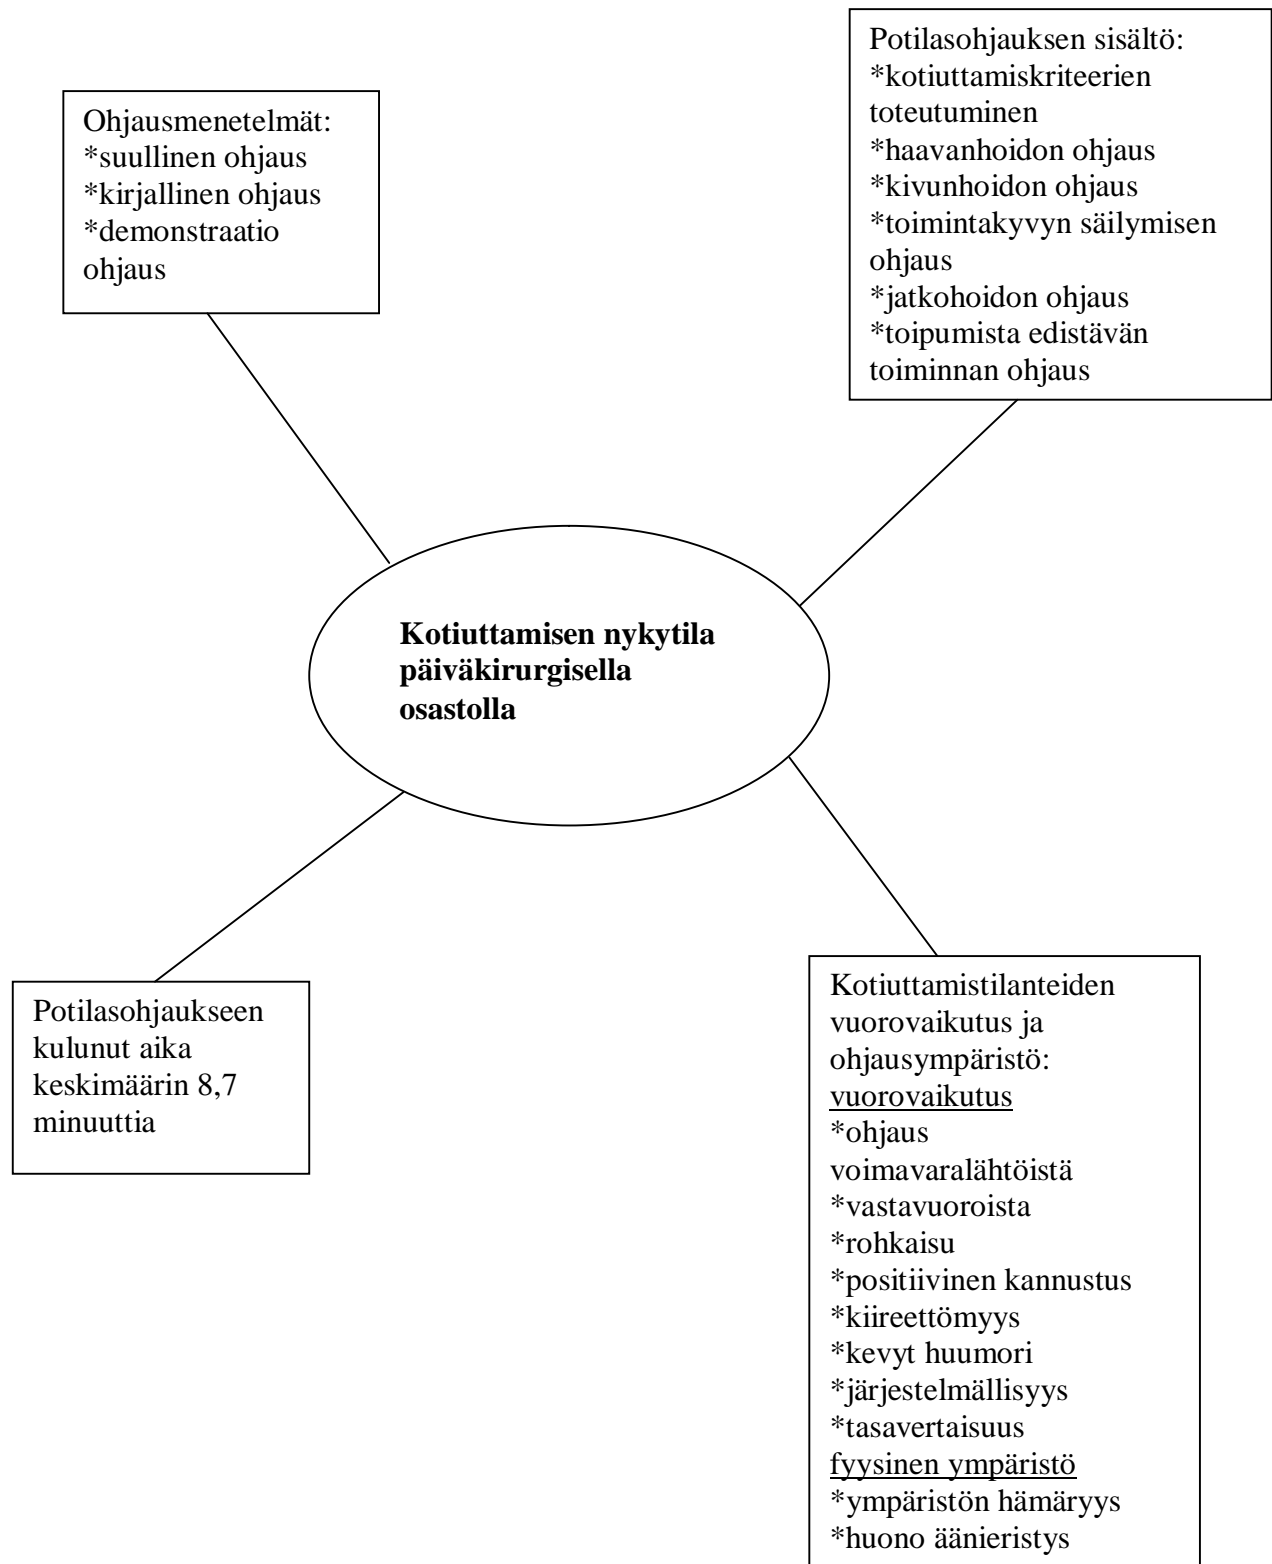 Ohjausmenetelmät:
*suullinen ohjaus
*kirjallinen ohjaus
*demonstraatio
ohjaus
Potilasohjauksen sisältö:
*kotiuttamiskriteerien
toteutuminen
*haavanhoidon ohjaus
*kivunhoidon ohjaus
*toimintakyvyn säilymisen
ohjaus
*jatkohoidon ohjaus
*toipumista edistävän
toiminnan ohjaus
Kotiuttamisen nykytila
päiväkirurgisella
osastolla
Potilasohjaukseen
kulunut aika
keskimäärin 8,7
minuuttia
Kotiuttamistilanteiden
vuorovaikutus ja
ohjausympäristö:
vuorovaikutus
*ohjaus
voimavaralähtöistä
*vastavuoroista
*rohkaisu
*positiivinen kannustus
*kiireettömyys
*kevyt huumori
*järjestelmällisyys
*tasavertaisuus
fyysinen ympäristö
*ympäristön hämäryys
*huono äänieristys